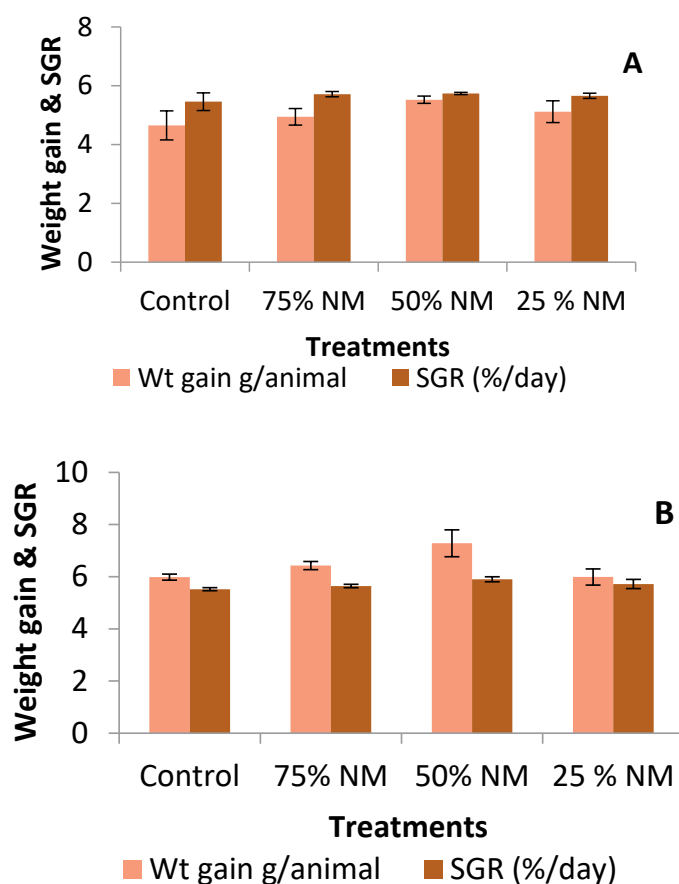 8
6
4
2
0
Weight gain & SGR
A
Control 75% NM 50% NM 25 % NM
Treatments
Wt gain g/animal SGR (%/day)
10
8
6
4
2
0
Weight gain & SGR
B
Control 75% NM 50% NM 25 % NM
Treatments
Wt gain g/animal SGR (%/day)